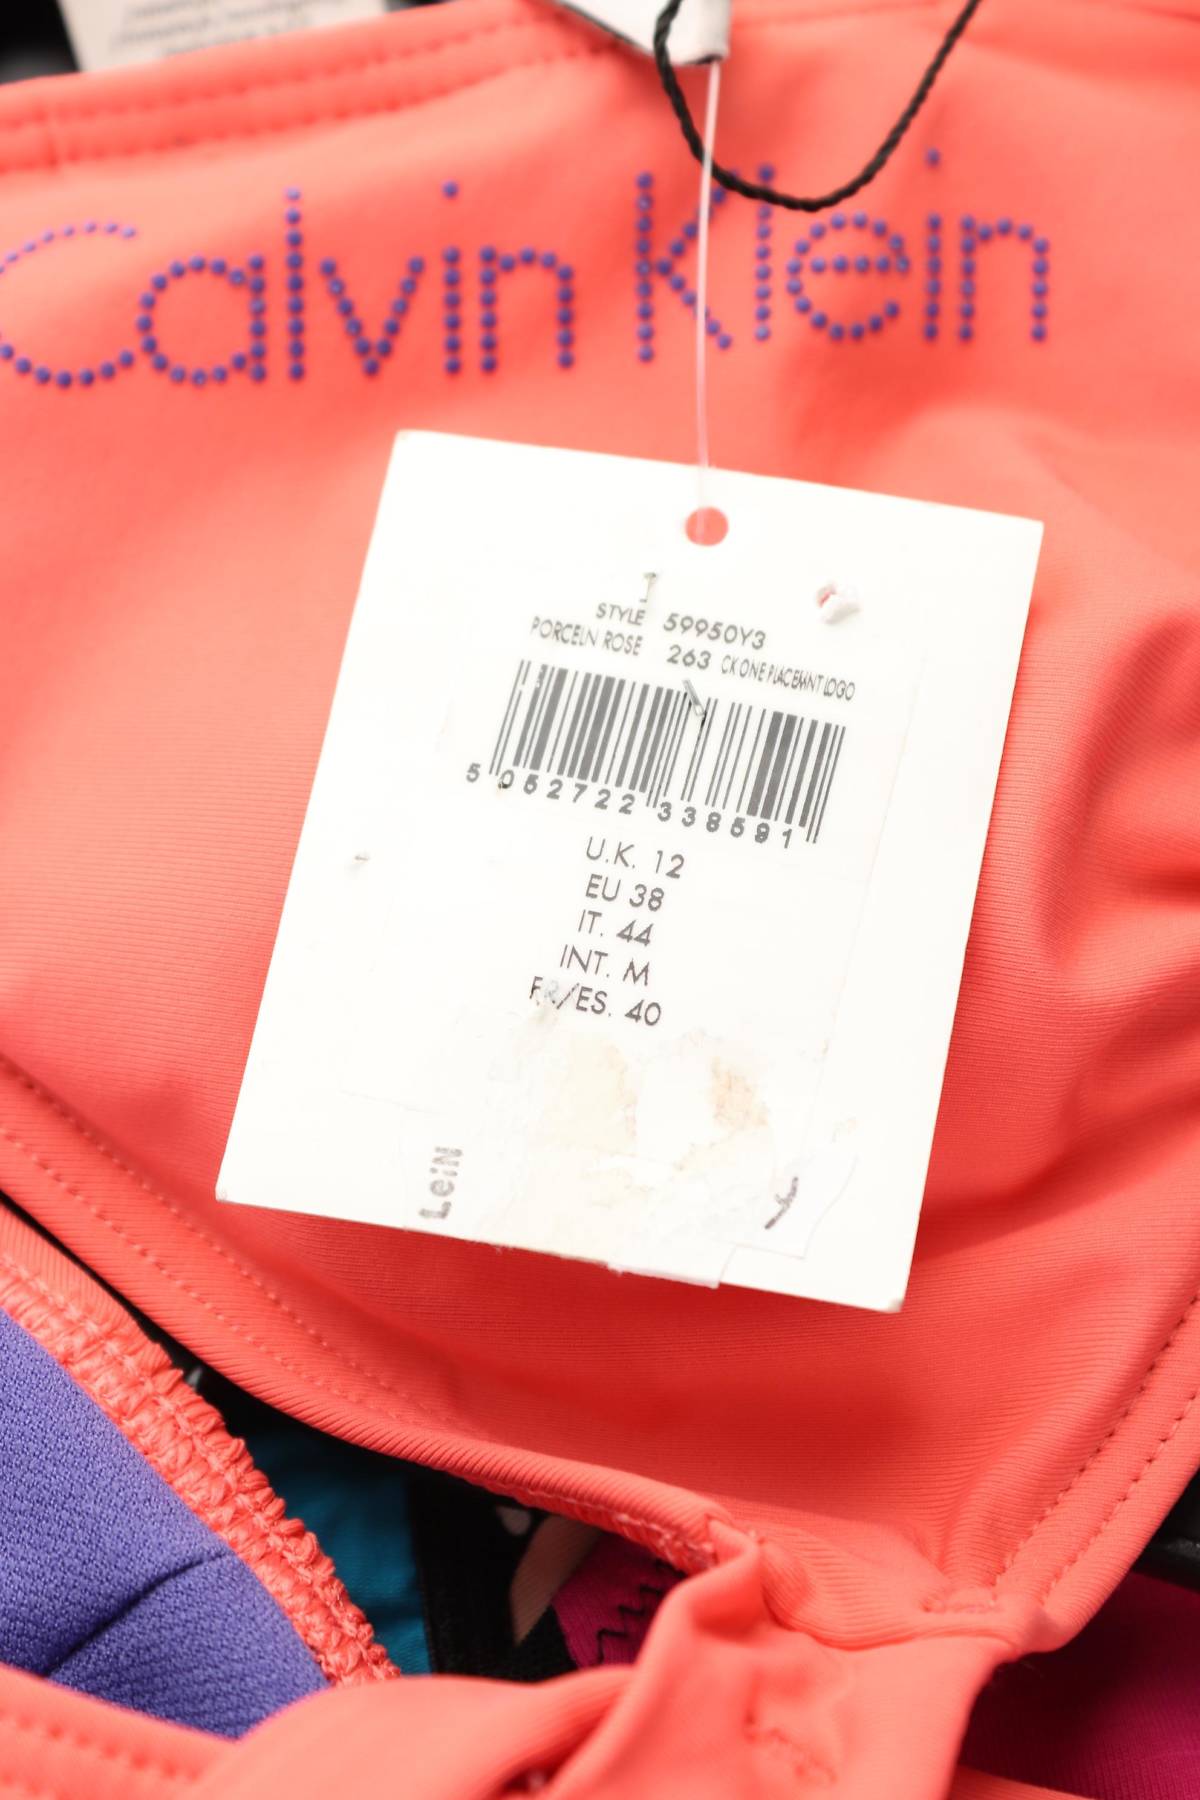 Calvin Klein
STYLE 59950Y3
PORCELN ROSE 263 CK ONE PLACEMNT LOGO
5 052722 338591
U.K. 12
EU 38
IT. 44
INT. M
FR/ES. 40
Lein